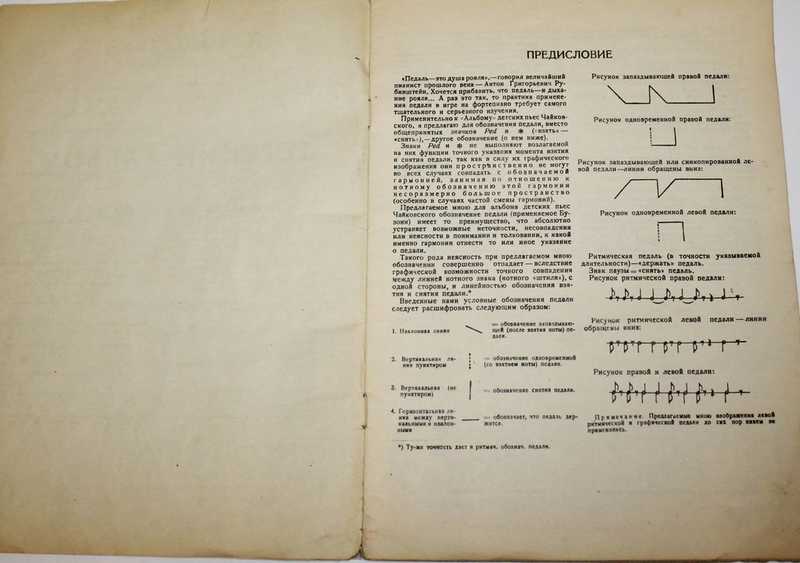 ПРЕДИСЛОВИЕ
«Педаль—это душа рояля»,—говорил величайший
пианист прошлого века — Антон Григорьевич Ру-
бинштейн. Хочется прибавить, что педаль—и дыха-
ние рояля... А раз это так, то практика примене-
ния педали в игре на фортепиано требует самого
тщательного и серьезного изучения.
Применительно к «Альбому» детских пьес Чайков-
ского, я предлагаю для обозначения педали, вместо
общепринятых значков Ped и ✻ («взять» —
«снять»),—другое обозначение (о нем ниже).
Знаки Ped и ✻ не выполняют возлагаемой
на них функции точного указания момента взятия
и снятия педали, так как в силу их графического
изображения они пространственно не могут
во всех случаях совпадать с обозначаемой
гармонией, занимая по отношению к
нотному обозначению этой гармонии
несоразмерно большое пространство
(особенно в случаях частой смены гармоний).
Предлагаемое мною для альбома детских пьес
Чайковского обозначение педали (применяемое Бу-
зони) имеет то преимущество, что абсолютно
устраняет возможные неточности, несовпадения
или неясности в понимании и толковании, к какой
именно гармонии отнести то или иное указание
о педали.
Такого рода неясность при предлагаемом мною
обозначении совершенно отпадает — вследствие
графической возможности точного совпадения
между линией нотного знака (нотного «штиля»), с
одной стороны, и линейностью обозначения взя-
тия и снятия педали.*
Введенные нами условные обозначения педали
следует расшифровать следующим образом:
1. Наклонная линия — обозначение запаздываю-
щей (после взятия ноты) пе-
дали.
2. Вертикальная ли-
ния пунктиром
— обозначение одновременной
(со взятием ноты) педали.
3. Вертикальная (не
пунктиром)
— обозначение снятия педали.
4. Горизонтальная ли-
ния между верти-
кальными и наклон-
ными
— обозначает, что педаль дер-
жится.
*) Ту-же точность дает и ритмич. обознач. педали.
Рисунок запаздывающей правой педали:
Рисунок одновременной правой педали:
Рисунок запаздывающей или синкопированной ле-
вой педали—линии обращены вниз:
Рисунок одновременной левой педали:
Ритмическая педаль (в точности указываемой
длительности)—«держать» педаль.
Знак паузы — «снять» педаль.
Рисунок ритмической правой педали:
Рисунок ритмической левой педали — линии
обращены вниз:
Рисунок правой и левой педали:
Примечание. Предлагаемые мною изображения левой
ритмической и графической педали до сих пор никем не
применялись.